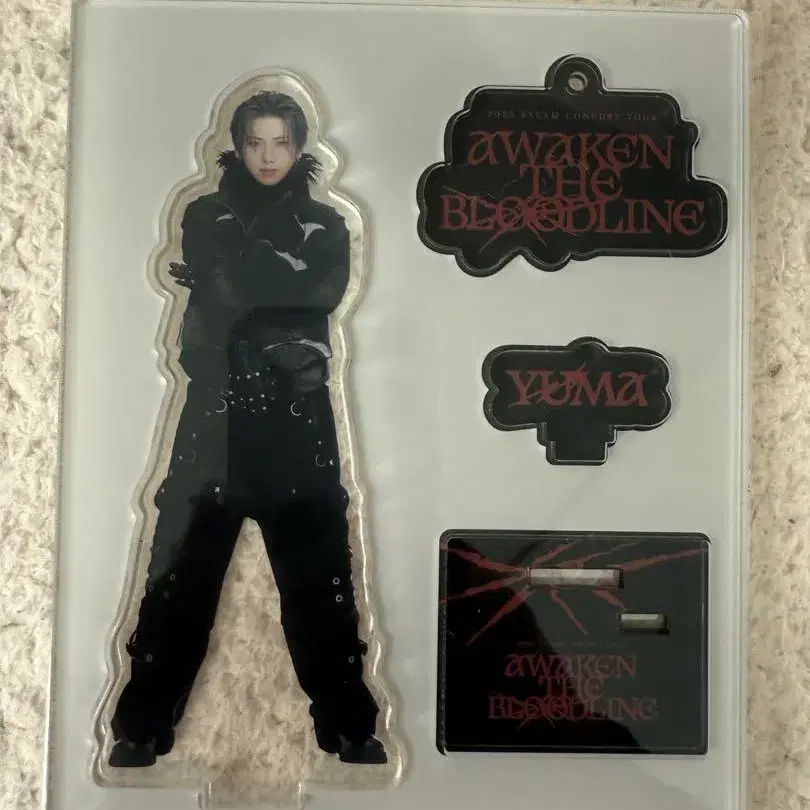 2025 &TEAM CONCERT TOUR
AWAKEN
THE
BLOODLINE
YUMA
AWAKEN
THE
BLOODLINE